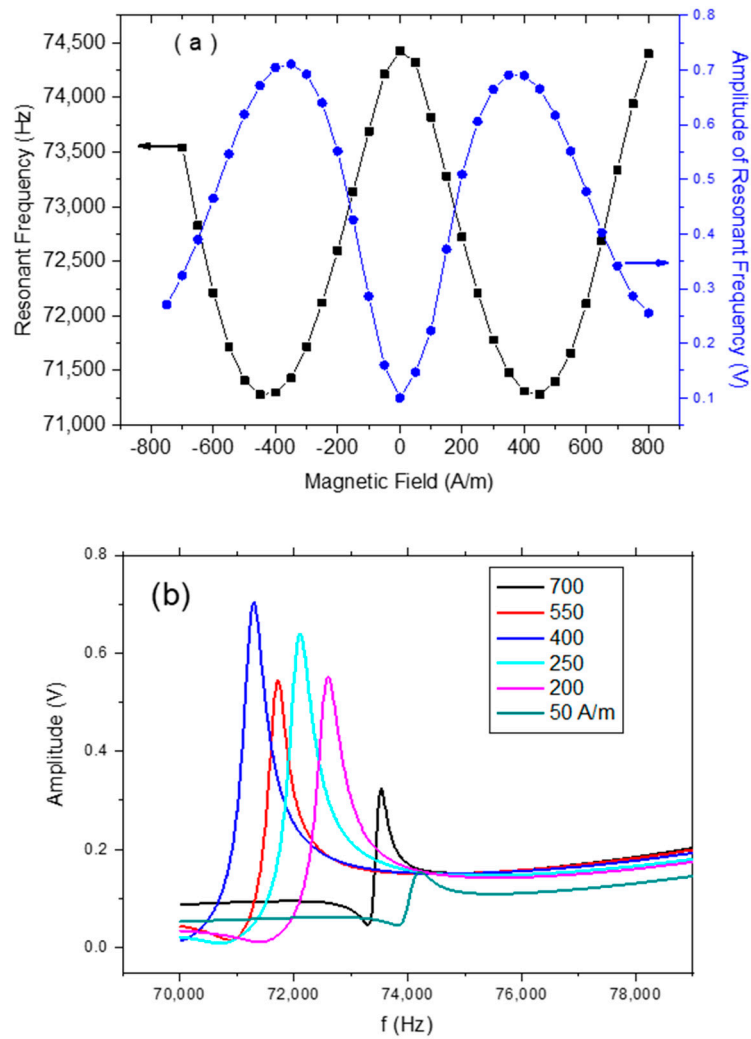 ( a )
Resonant Frequency (Hz)
74,500
74,000
73,500
73,000
72,500
72,000
71,500
71,000
-800 -600 -400 -200 0 200 400 600 800
Magnetic Field (A/m)
0.8
0.7
0.6
0.5
0.4
0.3
0.2
0.1
Amplitude of Resonant
Frequency (V)
(b)
Amplitude (V)
0.8
0.6
0.4
0.2
0.0
700
550
400
250
200
50 A/m
70,000 72,000 74,000 76,000 78,000
f (Hz)